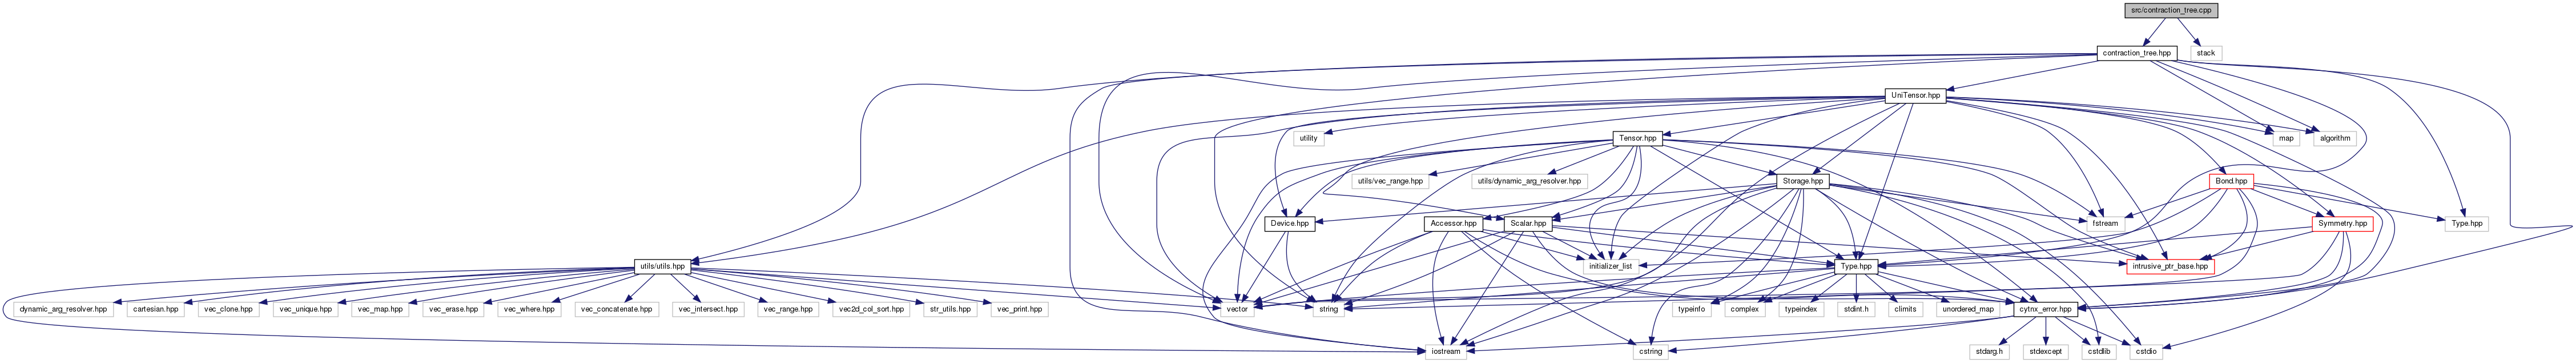 src/contraction_tree.cpp
contraction_tree.hpp
stack
UniTensor.hpp
utility
Tensor.hpp
map
algorithm
utils/vec_range.hpp
utils/dynamic_arg_resolver.hpp
Storage.hpp
Bond.hpp
Device.hpp
Accessor.hpp
Scalar.hpp
fstream
Symmetry.hpp
Type.hpp
utils/utils.hpp
initializer_list
Type.hpp
intrusive_ptr_base.hpp
dynamic_arg_resolver.hpp
cartesian.hpp
vec_clone.hpp
vec_unique.hpp
vec_map.hpp
vec_erase.hpp
vec_where.hpp
vec_concatenate.hpp
vec_intersect.hpp
vec_range.hpp
vec2d_col_sort.hpp
str_utils.hpp
vec_print.hpp
vector
string
typeinfo
complex
typeindex
stdint.h
climits
unordered_map
cytnx_error.hpp
iostream
cstring
stdarg.h
stdexcept
cstdlib
cstdio